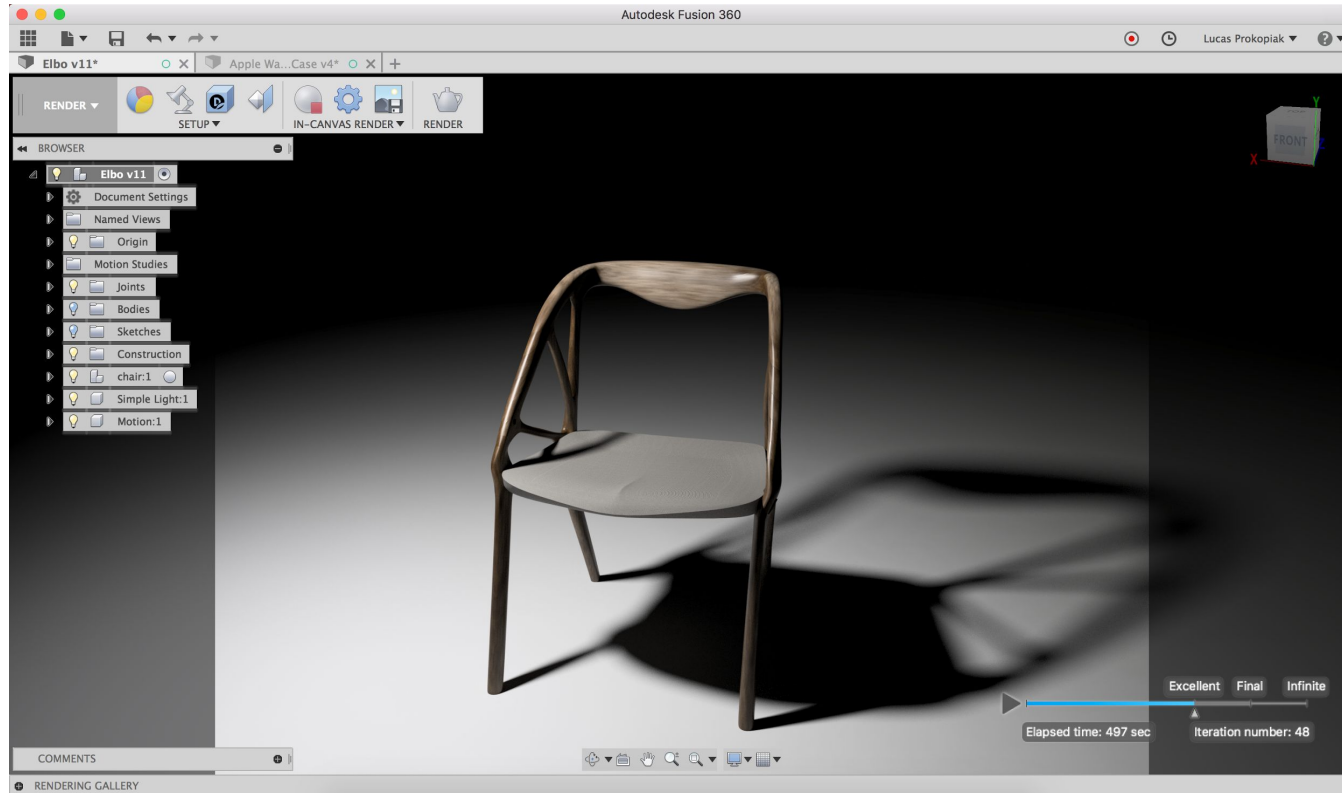 Autodesk Fusion 360
Lucas Prokopiak
Elbo v11*
Apple Wa...Case v4*
RENDER
SETUP
IN-CANVAS RENDER
RENDER
BROWSER
Elbo v11
Document Settings
Named Views
Origin
Motion Studies
Joints
Bodies
Sketches
Construction
chair:1
Simple Light:1
Motion:1
Y
FRONT
X
Z
Excellent Final Infinite
Elapsed time: 497 sec Iteration number: 48
COMMENTS
RENDERING GALLERY